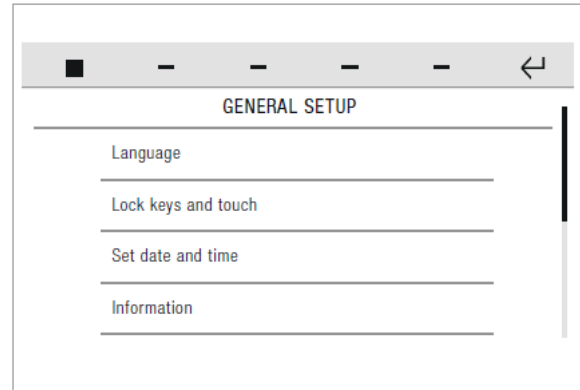 GENERAL SETUP
Language
Lock keys and touch
Set date and time
Information